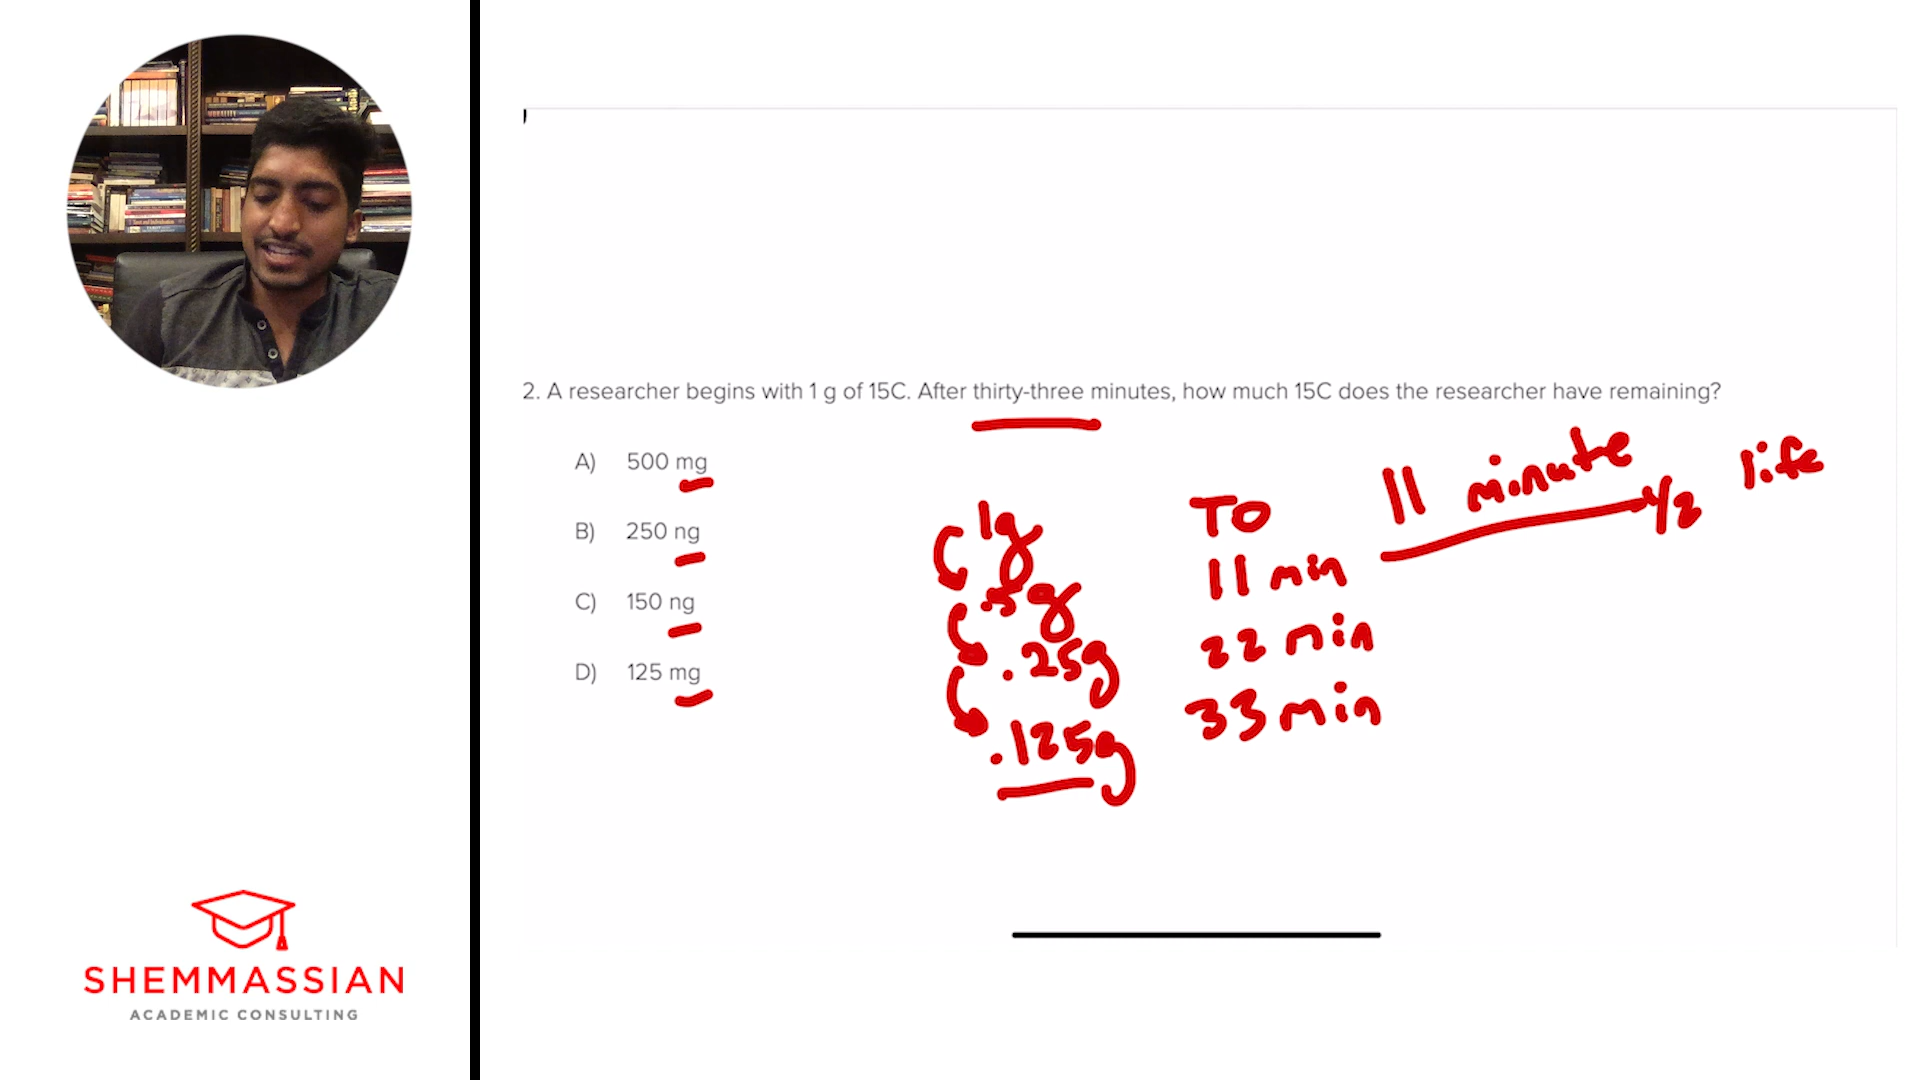 2. A researcher begins with 1 g of 15C. After thirty-three minutes, how much 15C does the researcher have remaining?
A) 500 mg
B) 250 ng
C) 150 ng
D) 125 mg
11 minute 1/2 life
1g T0
.5g 11 min
.25g 22 min
.125g 33 min
SHEMMASSIAN
ACADEMIC CONSULTING